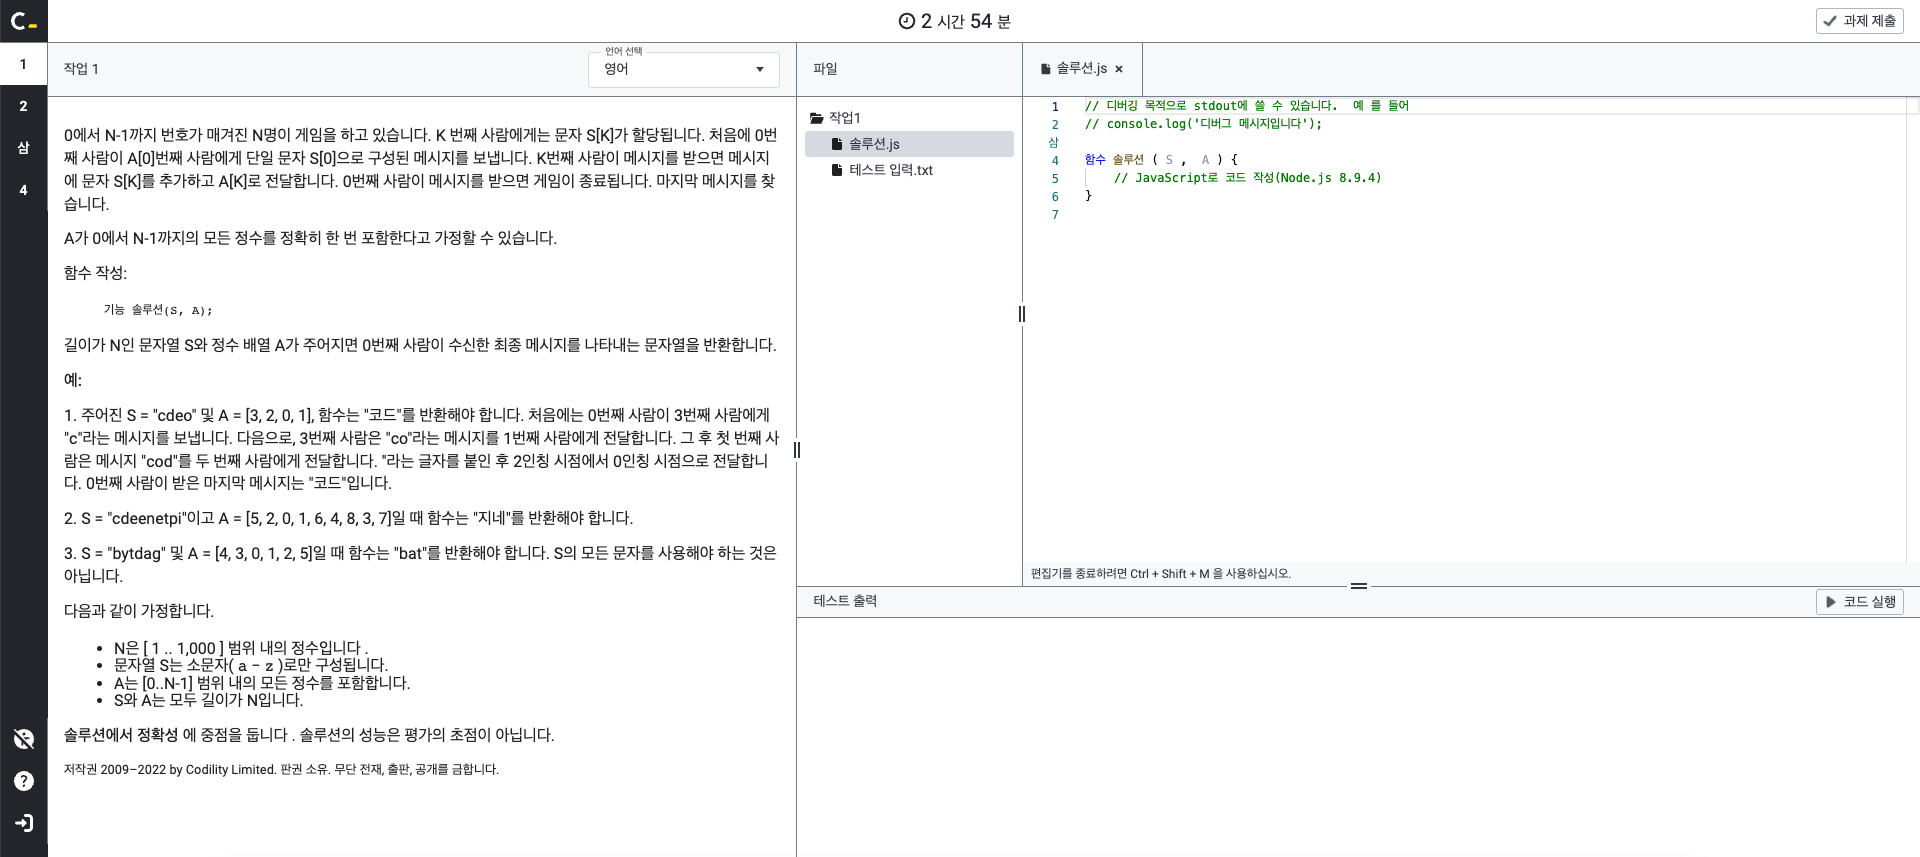 C_
2 시간 54 분
과제 제출
1
2
삼
4
작업 1
언어 선택
영어
0에서 N-1까지 번호가 매겨진 N명이 게임을 하고 있습니다. K 번째 사람에게는 문자 S[K]가 할당됩니다. 처음에 0번
째 사람이 A[0]번째 사람에게 단일 문자 S[0]으로 구성된 메시지를 보냅니다. K번째 사람이 메시지를 받으면 메시지
에 문자 S[K]를 추가하고 A[K]로 전달합니다. 0번째 사람이 메시지를 받으면 게임이 종료됩니다. 마지막 메시지를 찾
습니다.
A가 0에서 N-1까지의 모든 정수를 정확히 한 번 포함한다고 가정할 수 있습니다.
함수 작성:
기능 솔루션(S, A);
길이가 N인 문자열 S와 정수 배열 A가 주어지면 0번째 사람이 수신한 최종 메시지를 나타내는 문자열을 반환합니다.
예:
1. 주어진 S = "cdeo" 및 A = [3, 2, 0, 1], 함수는 "코드"를 반환해야 합니다. 처음에는 0번째 사람이 3번째 사람에게
"c"라는 메시지를 보냅니다. 다음으로, 3번째 사람은 "co"라는 메시지를 1번째 사람에게 전달합니다. 그 후 첫 번째 사
람은 메시지 "cod"를 두 번째 사람에게 전달합니다. "라는 글자를 붙인 후 2인칭 시점에서 0인칭 시점으로 전달합니
다. 0번째 사람이 받은 마지막 메시지는 "코드"입니다.
2. S = "cdeenetpi"이고 A = [5, 2, 0, 1, 6, 4, 8, 3, 7]일 때 함수는 "지네"를 반환해야 합니다.
3. S = "bytdag" 및 A = [4, 3, 0, 1, 2, 5]일 때 함수는 "bat"를 반환해야 합니다. S의 모든 문자를 사용해야 하는 것은
아닙니다.
다음과 같이 가정합니다.
• N은 [ 1 .. 1,000 ] 범위 내의 정수입니다 .
• 문자열 S는 소문자( a - z )로만 구성됩니다.
• A는 [0..N-1] 범위 내의 모든 정수를 포함합니다.
• S와 A는 모두 길이가 N입니다.
솔루션에서 정확성 에 중점을 둡니다 . 솔루션의 성능은 평가의 초점이 아닙니다.
저작권 2009–2022 by Codility Limited. 판권 소유. 무단 전재, 출판, 공개를 금합니다.
파일
작업1
솔루션.js
테스트 입력.txt
솔루션.js ×
1 // 디버깅 목적으로 stdout에 쓸 수 있습니다. 예 를 들어
2 // console.log('디버그 메시지입니다');
삼
4 함수 솔루션 ( S , A ) {
5 // JavaScript로 코드 작성(Node.js 8.9.4)
6 }
7
편집기를 종료하려면 Ctrl + Shift + M 을 사용하십시오.
테스트 출력
코드 실행